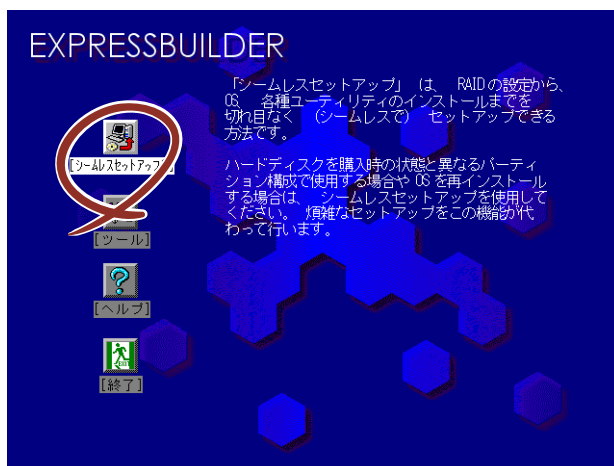 EXPRESSBUILDER
「シームレスセットアップ」 は、 RAIDの設定から、
OS、 各種ユーティリティのインストールまでを
切れ目なく (シームレスで) セットアップできる
方法です。
ハードディスクを購入時の状態と異なるパーティ
ション構成で使用する場合や OS を再インストール
する場合は、 シームレスセットアップを使用して
ください。 煩雑なセットアップをこの機能が代
わって行います。
[シームレスセットアップ]
[ツール]
[ヘルプ]
[終了]